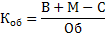 Коб = (В + М − С) / Об